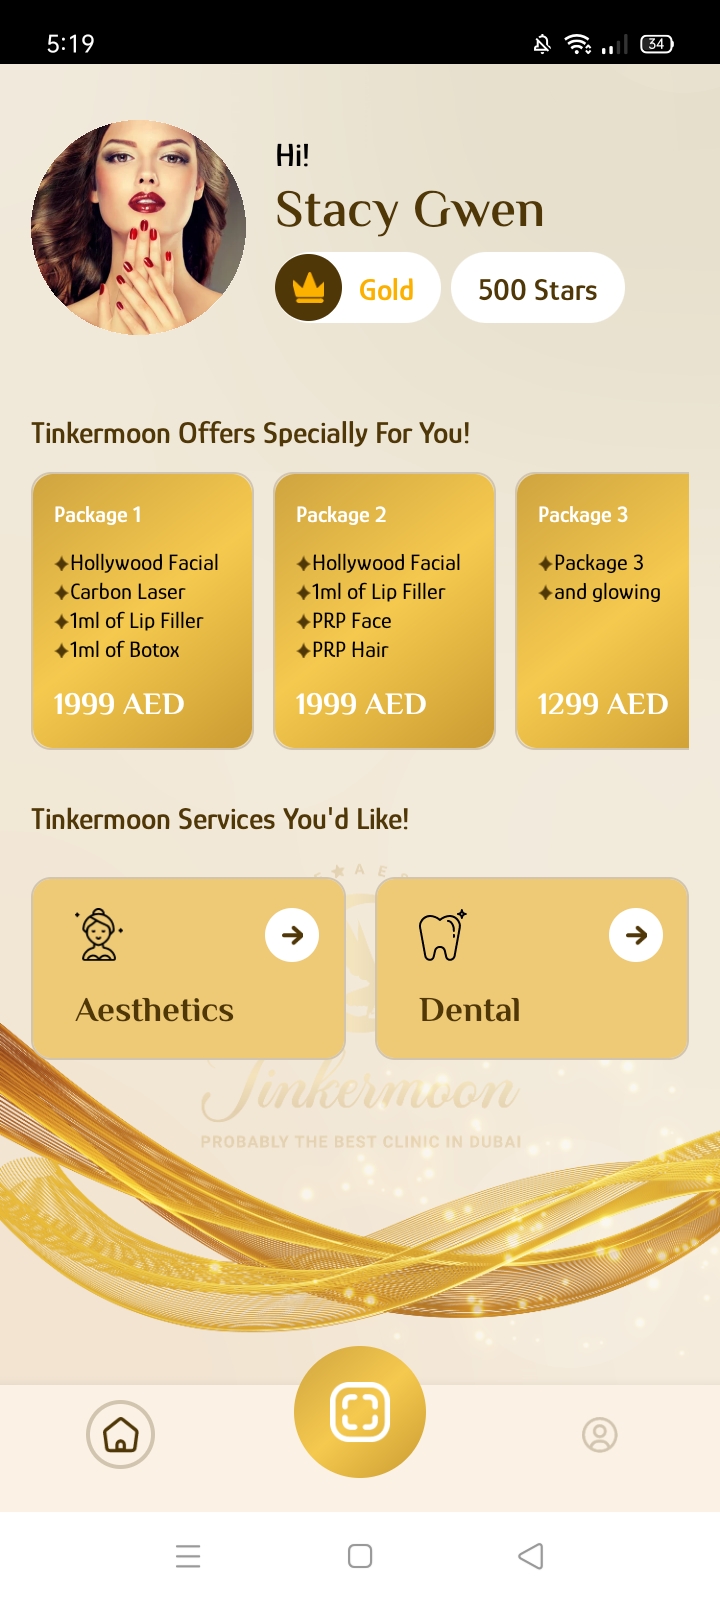 5:19
34
Hi!
Stacy Gwen
Gold
500 Stars
Tinkermoon Offers Specially For You!
Package 1
✦Hollywood Facial
✦Carbon Laser
✦1ml of Lip Filler
✦1ml of Botox
1999 AED
Package 2
✦Hollywood Facial
✦1ml of Lip Filler
✦PRP Face
✦PRP Hair
1999 AED
Package 3
✦Package 3
✦and glowing
1299 AED
Tinkermoon Services You'd Like!
Aesthetics
Dental
Tinkermoon
PROBABLY THE BEST CLINIC IN DUBAI